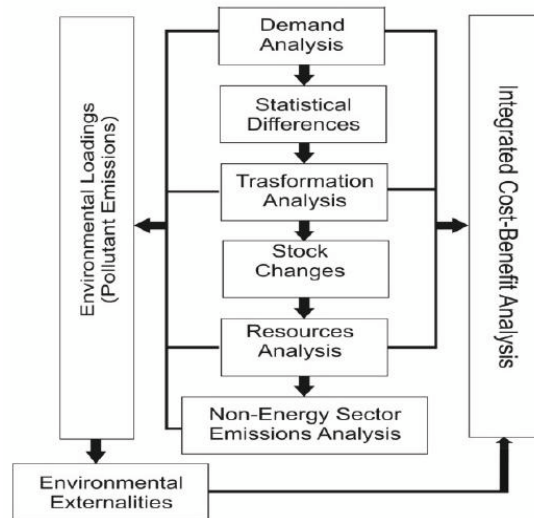 Demand
Analysis
Statistical
Differences
Trasformation
Analysis
Stock
Changes
Resources
Analysis
Non-Energy Sector
Emissions Analysis
Environmental Loadings
(Pollutant Emissions)
Environmental
Externalities
Integrated Cost-Benefit Analysis